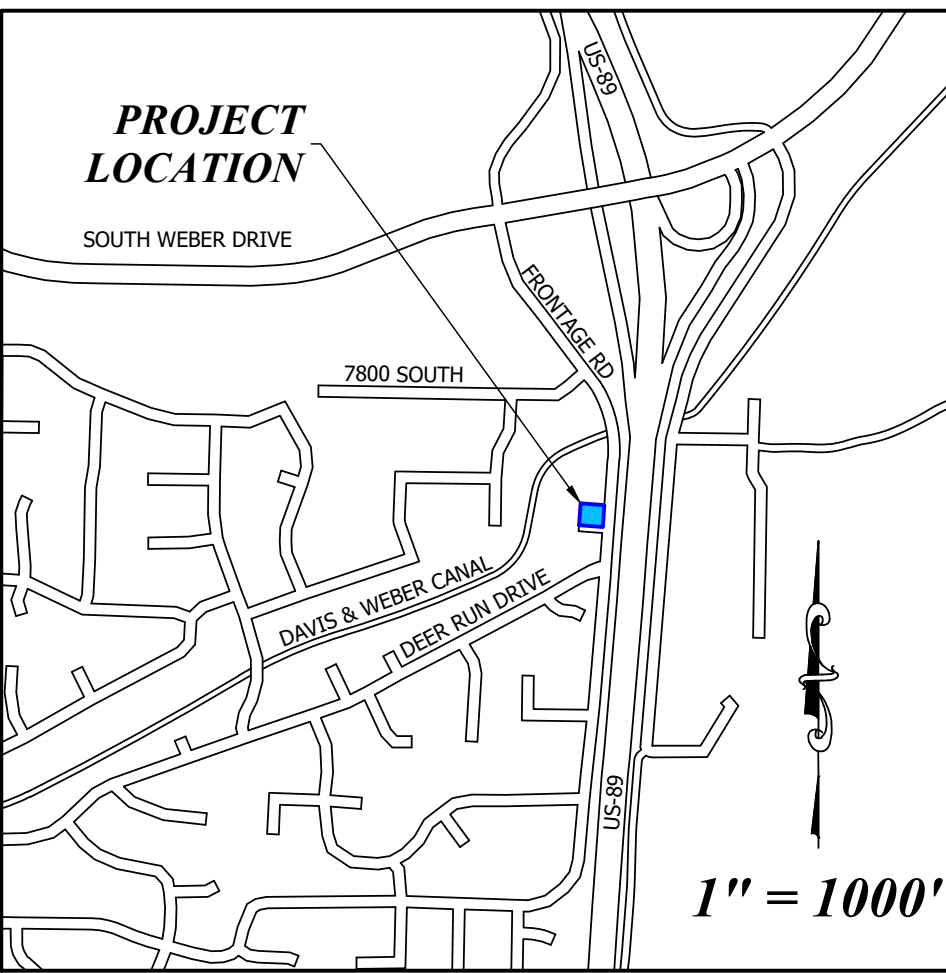 US-89
PROJECT
LOCATION
SOUTH WEBER DRIVE
FRONTAGE RD
7800 SOUTH
DAVIS & WEBER CANAL
DEER RUN DRIVE
US-89
1" = 1000'